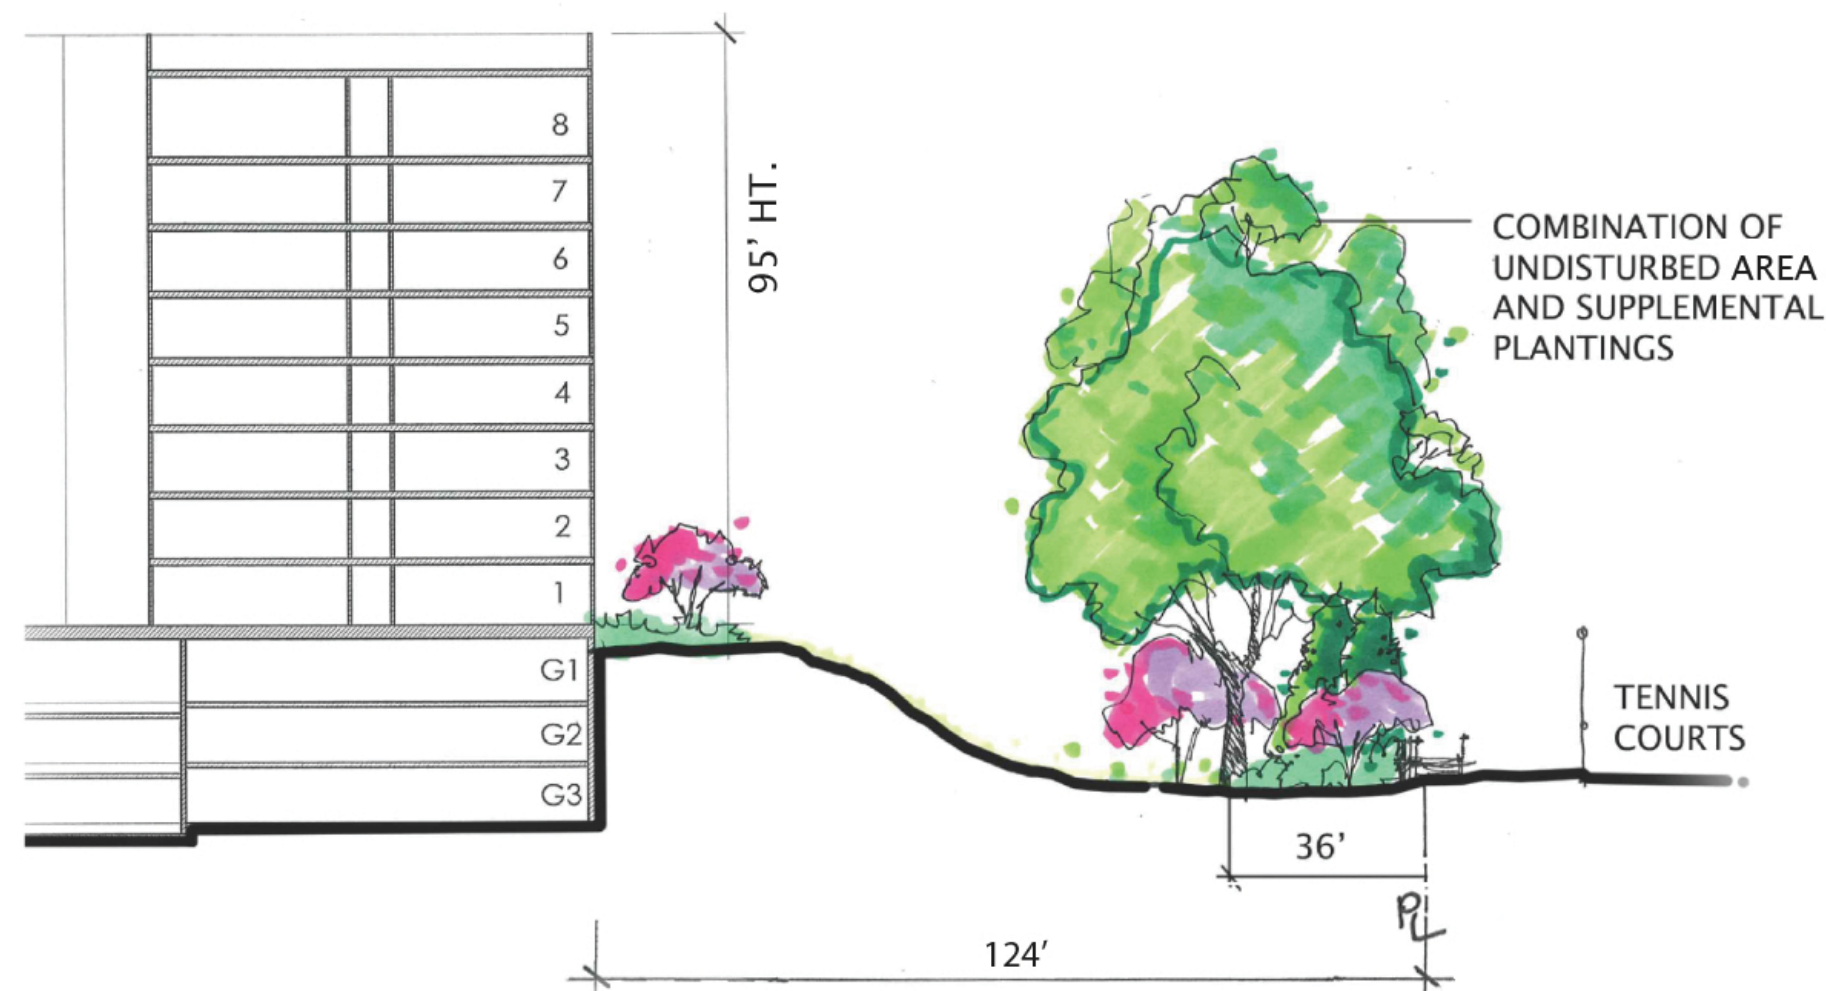 8
7
6
5
4
3
2
1
G1
G2
G3
95' HT.
COMBINATION OF
UNDISTURBED AREA
AND SUPPLEMENTAL
PLANTINGS
TENNIS
COURTS
36'
PL
124'